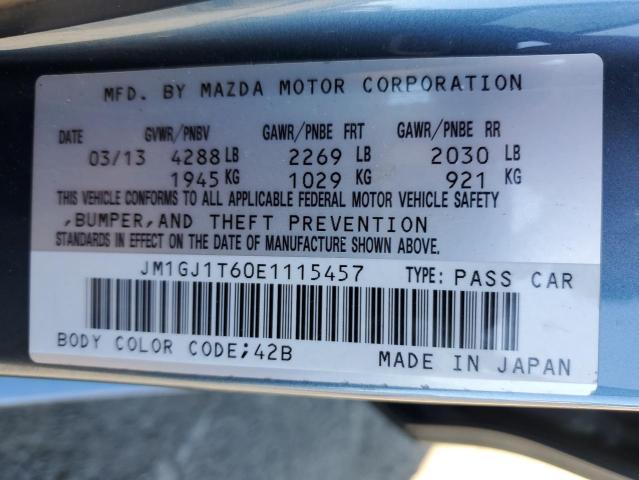 MFD. BY MAZDA MOTOR CORPORATION
DATE GVWR/PNBV GAWR/PNBE FRT GAWR/PNBE RR
03/13 4288 LB 2269 LB 2030 LB
1945 KG 1029 KG 921 KG
THIS VEHICLE CONFORMS TO ALL APPLICABLE FEDERAL MOTOR VEHICLE SAFETY
,BUMPER,AND THEFT PREVENTION
STANDARDS IN EFFECT ON THE DATE OF MANUFACTURE SHOWN ABOVE.
JM1GJ1T60E1115457 TYPE: PASS CAR
BODY COLOR CODE;42B MADE IN JAPAN